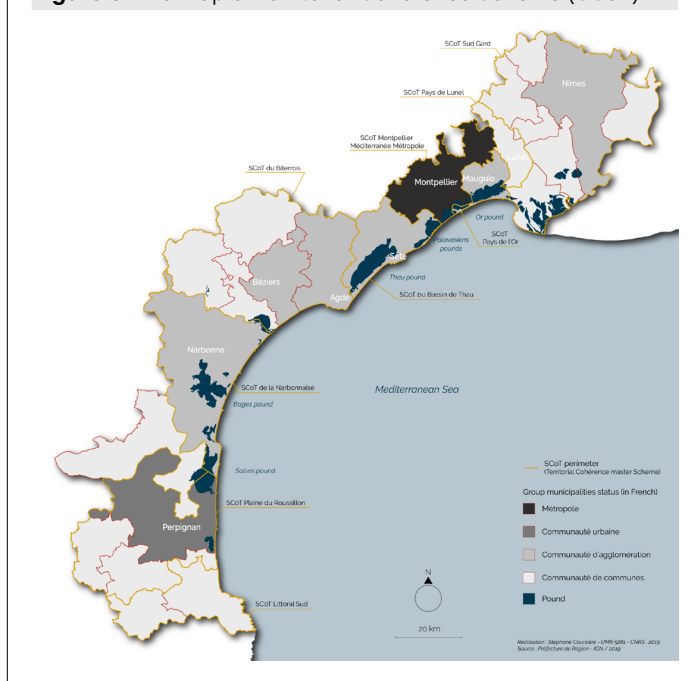 SCoT Sud Gard
Nîmes
SCoT Pays de Lunel
SCoT Montpellier
Méditerranée Métropole
Lunel
SCoT du Biterrois
Montpellier
Mauguio
Or pound
SCoT
Pays de l'Or
Palavasiens
pounds
Sète
Thau pound
Béziers
Agde
SCoT du Bassin de Thau
Narbonne
SCoT de la Narbonnaise
Mediterranean Sea
Bages pound
Salses pound
SCoT perimeter
(Territorial Cohérence master Scheme)
Group municipalities status (in French)
SCoT Plaine du Roussillon
Métropole
Perpignan
Communauté urbaine
Communauté d'agglomération
N
Communauté de communes
Pound
SCoT Littoral Sud
20 km
Réalisation : Stéphane Coursière - UMR 5281 - CNRS, 2019
Source : Préfecture de Région - IGN / 2019